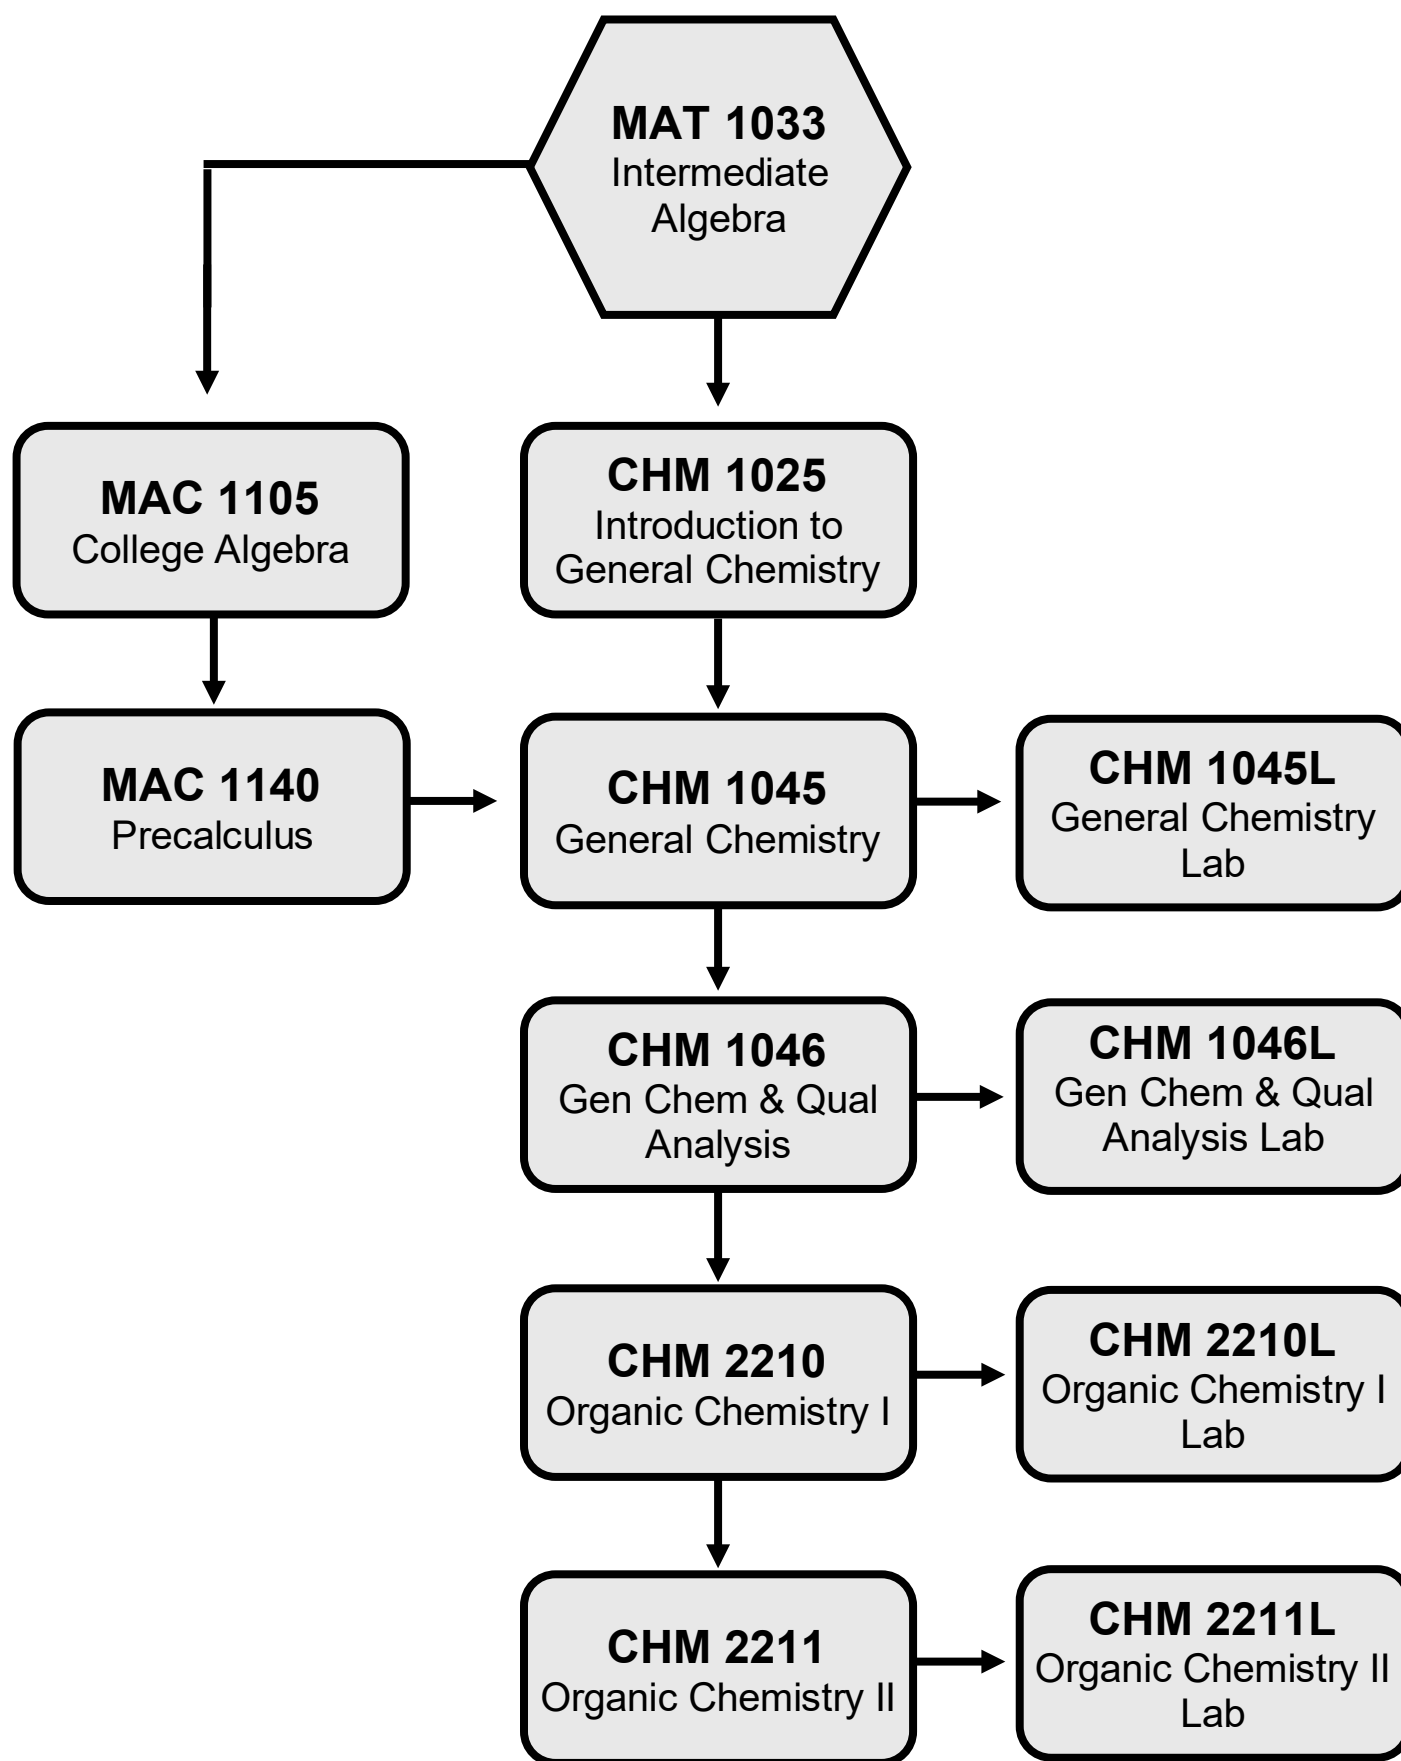 MAT 1033
Intermediate
Algebra
MAC 1105
College Algebra
CHM 1025
Introduction to
General Chemistry
MAC 1140
Precalculus
CHM 1045
General Chemistry
CHM 1045L
General Chemistry
Lab
CHM 1046
Gen Chem & Qual
Analysis
CHM 1046L
Gen Chem & Qual
Analysis Lab
CHM 2210
Organic Chemistry I
CHM 2210L
Organic Chemistry I
Lab
CHM 2211
Organic Chemistry II
CHM 2211L
Organic Chemistry II
Lab